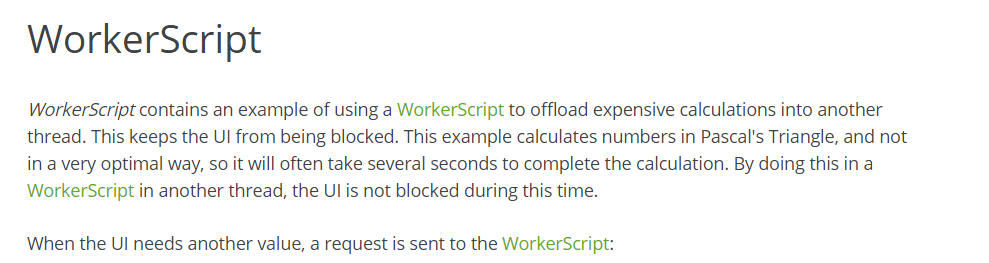 WorkerScript
WorkerScript contains an example of using a WorkerScript to offload expensive calculations into another
thread. This keeps the UI from being blocked. This example calculates numbers in Pascal's Triangle, and not
in a very optimal way, so it will often take several seconds to complete the calculation. By doing this in a
WorkerScript in another thread, the UI is not blocked during this time.
When the UI needs another value, a request is sent to the WorkerScript: